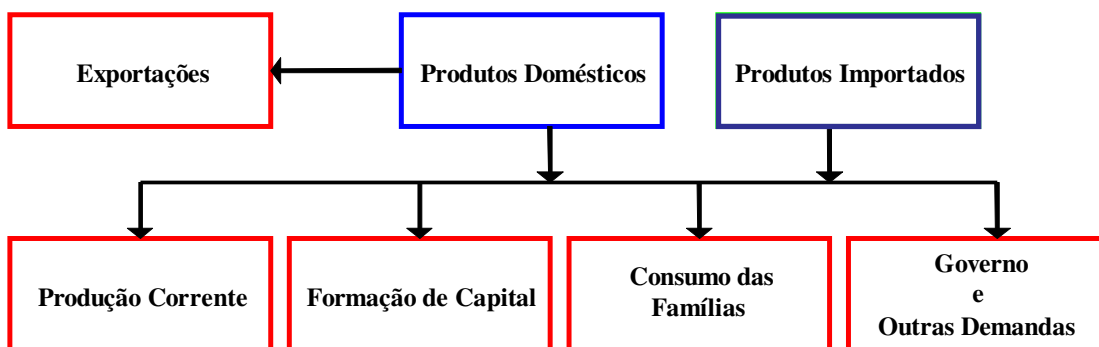 Exportações
Produtos Domésticos
Produtos Importados
Produção Corrente
Formação de Capital
Consumo das
Famílias
Governo
e
Outras Demandas